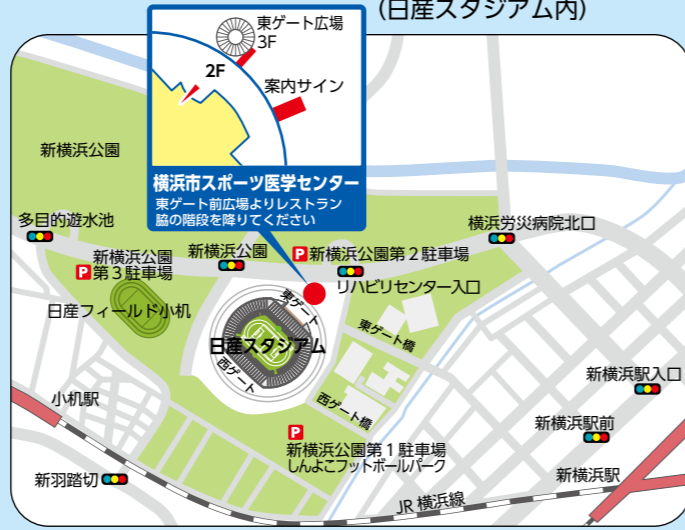 (日産スタジアム内)
東ゲート広場
3F
2F
案内サイン
横浜市スポーツ医学センター
東ゲート前広場よりレストラン
脇の階段を降りてください
新横浜公園
多目的遊水池
新横浜公園
第3駐車場
P
新横浜公園
P
新横浜公園第2駐車場
横浜労災病院北口
リハビリセンター入口
日産フィールド小机
東ゲート
日産スタジアム
西ゲート
東ゲート橋
西ゲート橋
小机駅
新横浜駅入口
新横浜駅前
P
新横浜公園第1駐車場
しんよこフットボールパーク
新羽踏切
新横浜駅
JR 横浜線